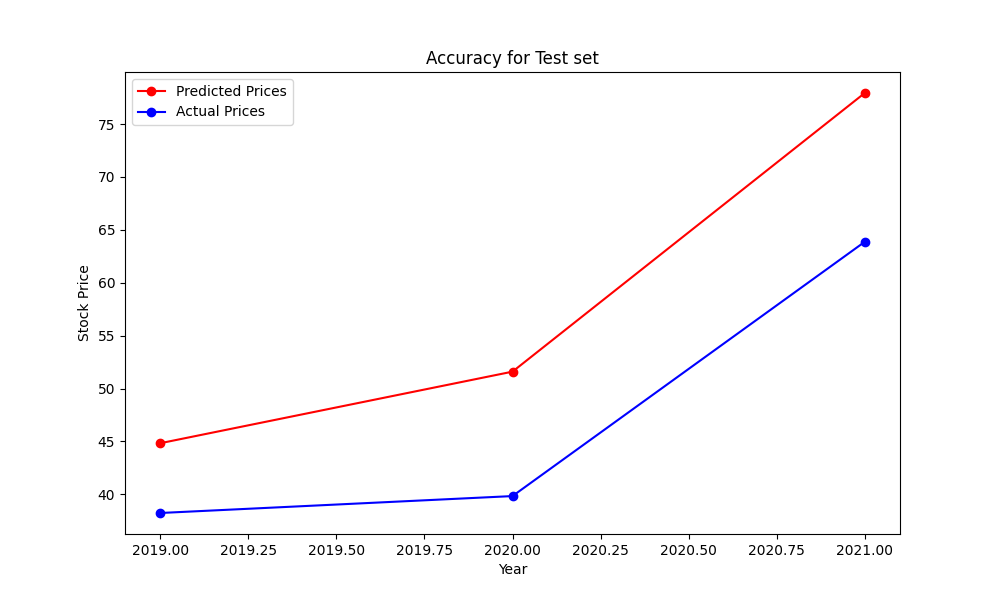 Accuracy for Test set
Predicted Prices
Actual Prices
Stock Price
75
70
65
60
55
50
45
40
2019.00 2019.25 2019.50 2019.75 2020.00 2020.25 2020.50 2020.75 2021.00
Year